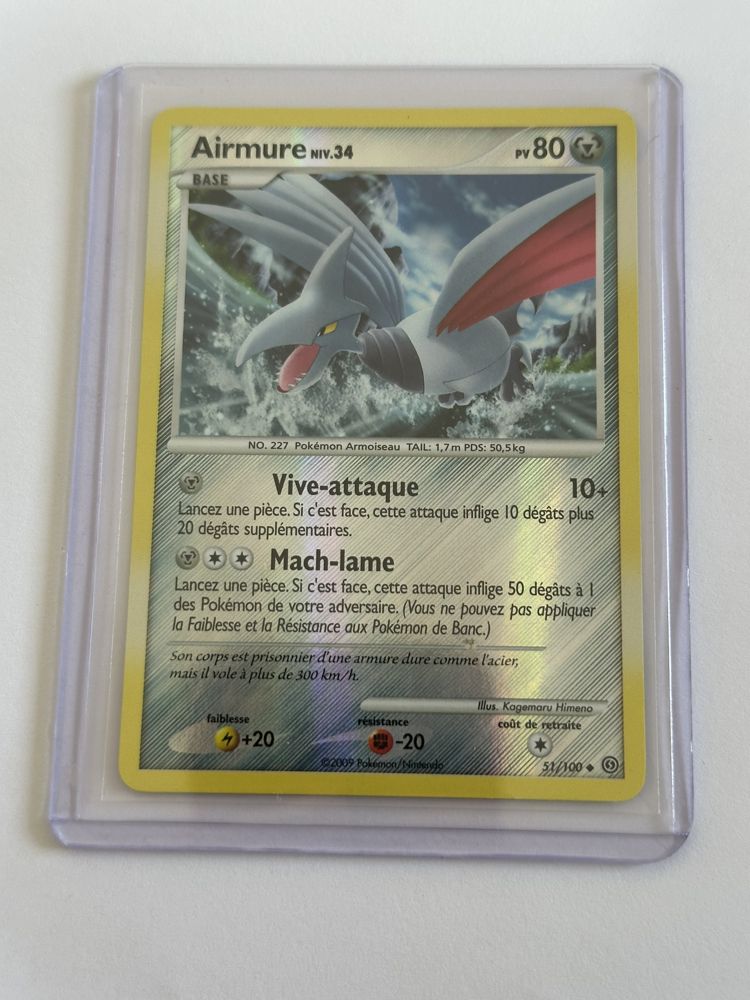 Airmure NIV.34 PV 80
BASE
NO. 227 Pokémon Armoiseau TAIL: 1,7 m PDS: 50,5 kg
Vive-attaque 10+
Lancez une pièce. Si c'est face, cette attaque inflige 10 dégâts plus
20 dégâts supplémentaires.
Mach-lame
Lancez une pièce. Si c'est face, cette attaque inflige 50 dégâts à 1
des Pokémon de votre adversaire. (Vous ne pouvez pas appliquer
la Faiblesse et la Résistance aux Pokémon de Banc.)
Son corps est prisonnier d'une armure dure comme l'acier,
mais il vole à plus de 300 km/h.
Illus. Kagemaru Himeno
faiblesse résistance coût de retraite
+20 -20
©2009 Pokémon/Nintendo 51/100